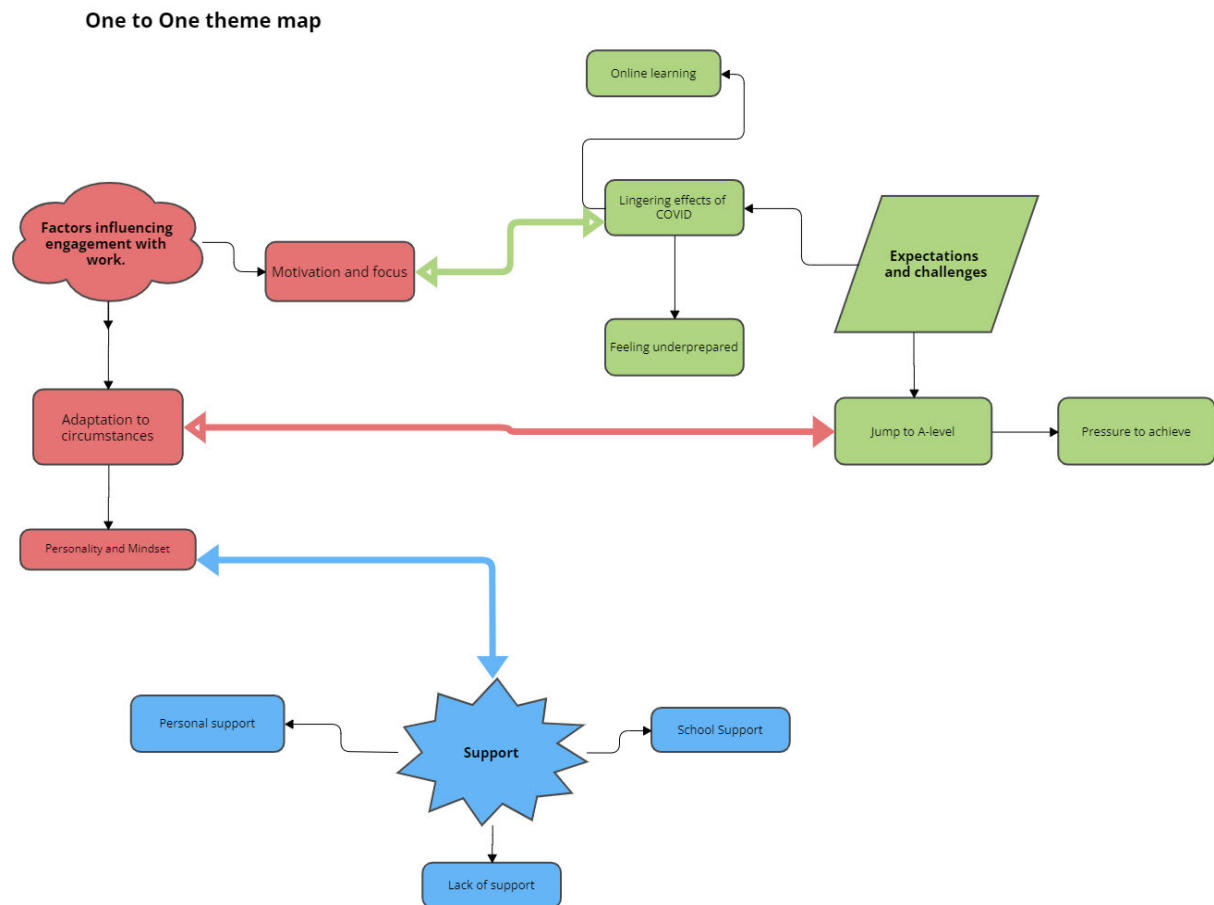 One to One theme map
Online learning
Factors influencing
engagement with
work.
Motivation and focus
Lingering effects of
COVID
Expectations
and challenges
Feeling underprepared
Adaptation to
circumstances
Jump to A-level
Pressure to achieve
Personality and Mindset
Personal support
Support
School Support
Lack of support